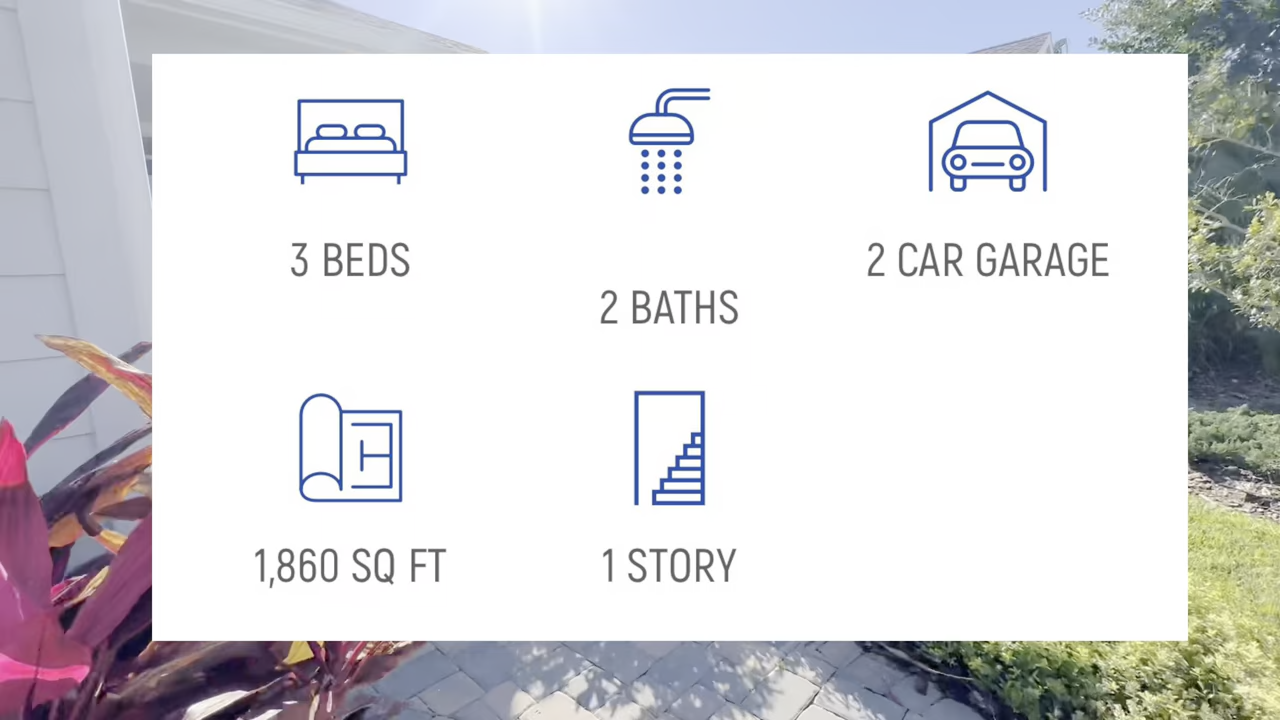 3 BEDS
2 BATHS
2 CAR GARAGE
1,860 SQ FT
1 STORY